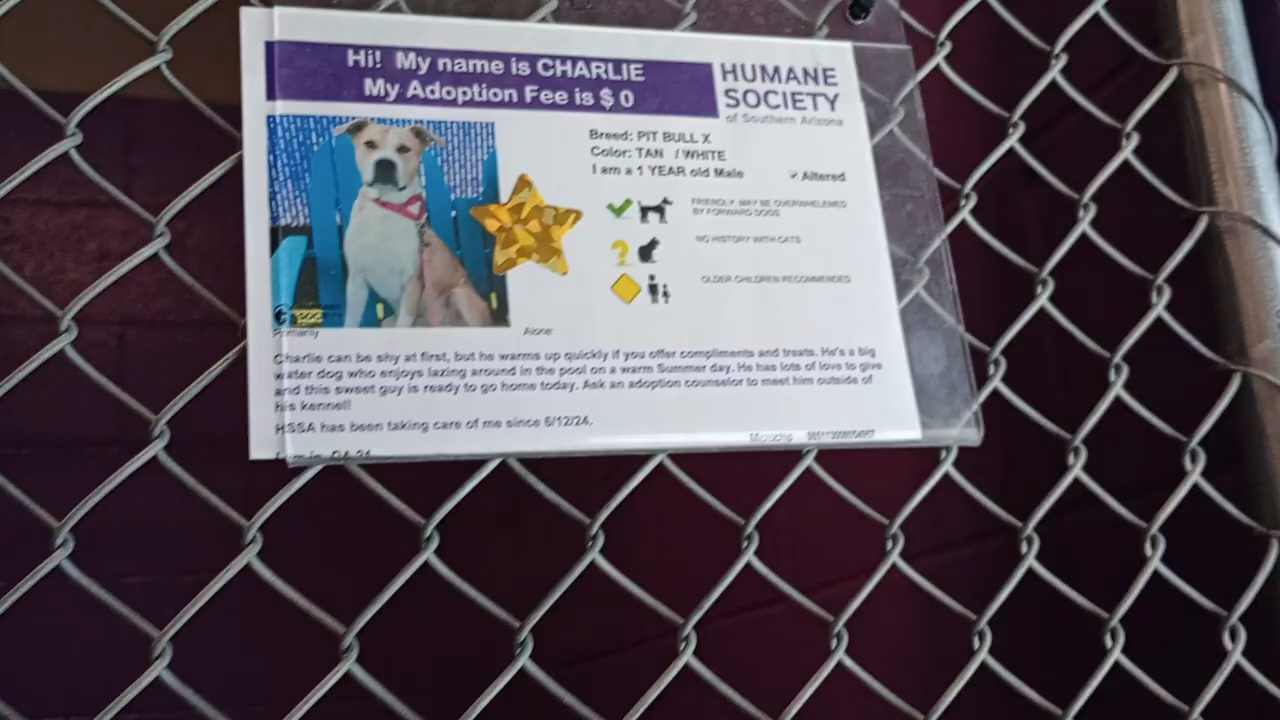 Hi! My name is CHARLIE
My Adoption Fee is $ 0
HUMANE
SOCIETY
of Southern Arizona
Breed: PIT BULL X
Color: TAN / WHITE
I am a 1 YEAR old Male
Altered
FRIENDLY MAY BE OVERWHELEMED
BY FORWARD DOGS
?
NO HISTORY WITH CATS
OLDER CHILDREN RECOMMENDED
SOCIETY
Primarily
Alone
Charlie can be shy at first, but he warms up quickly if you offer compliments and treats. He's a big
water dog who enjoys lazing around in the pool on a warm Summer day. He has lots of love to give
and this sweet guy is ready to go home today. Ask an adoption counselor to meet him outside of
his kennel!
HSSA has been taking care of me since 6/12/24.
Microchip